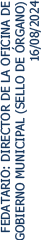 FEDATARIO: DIRECTOR DE LA OFICINA DE
GOBIERNO MUNICIPAL (SELLO DE ÓRGANO)
16/08/2024